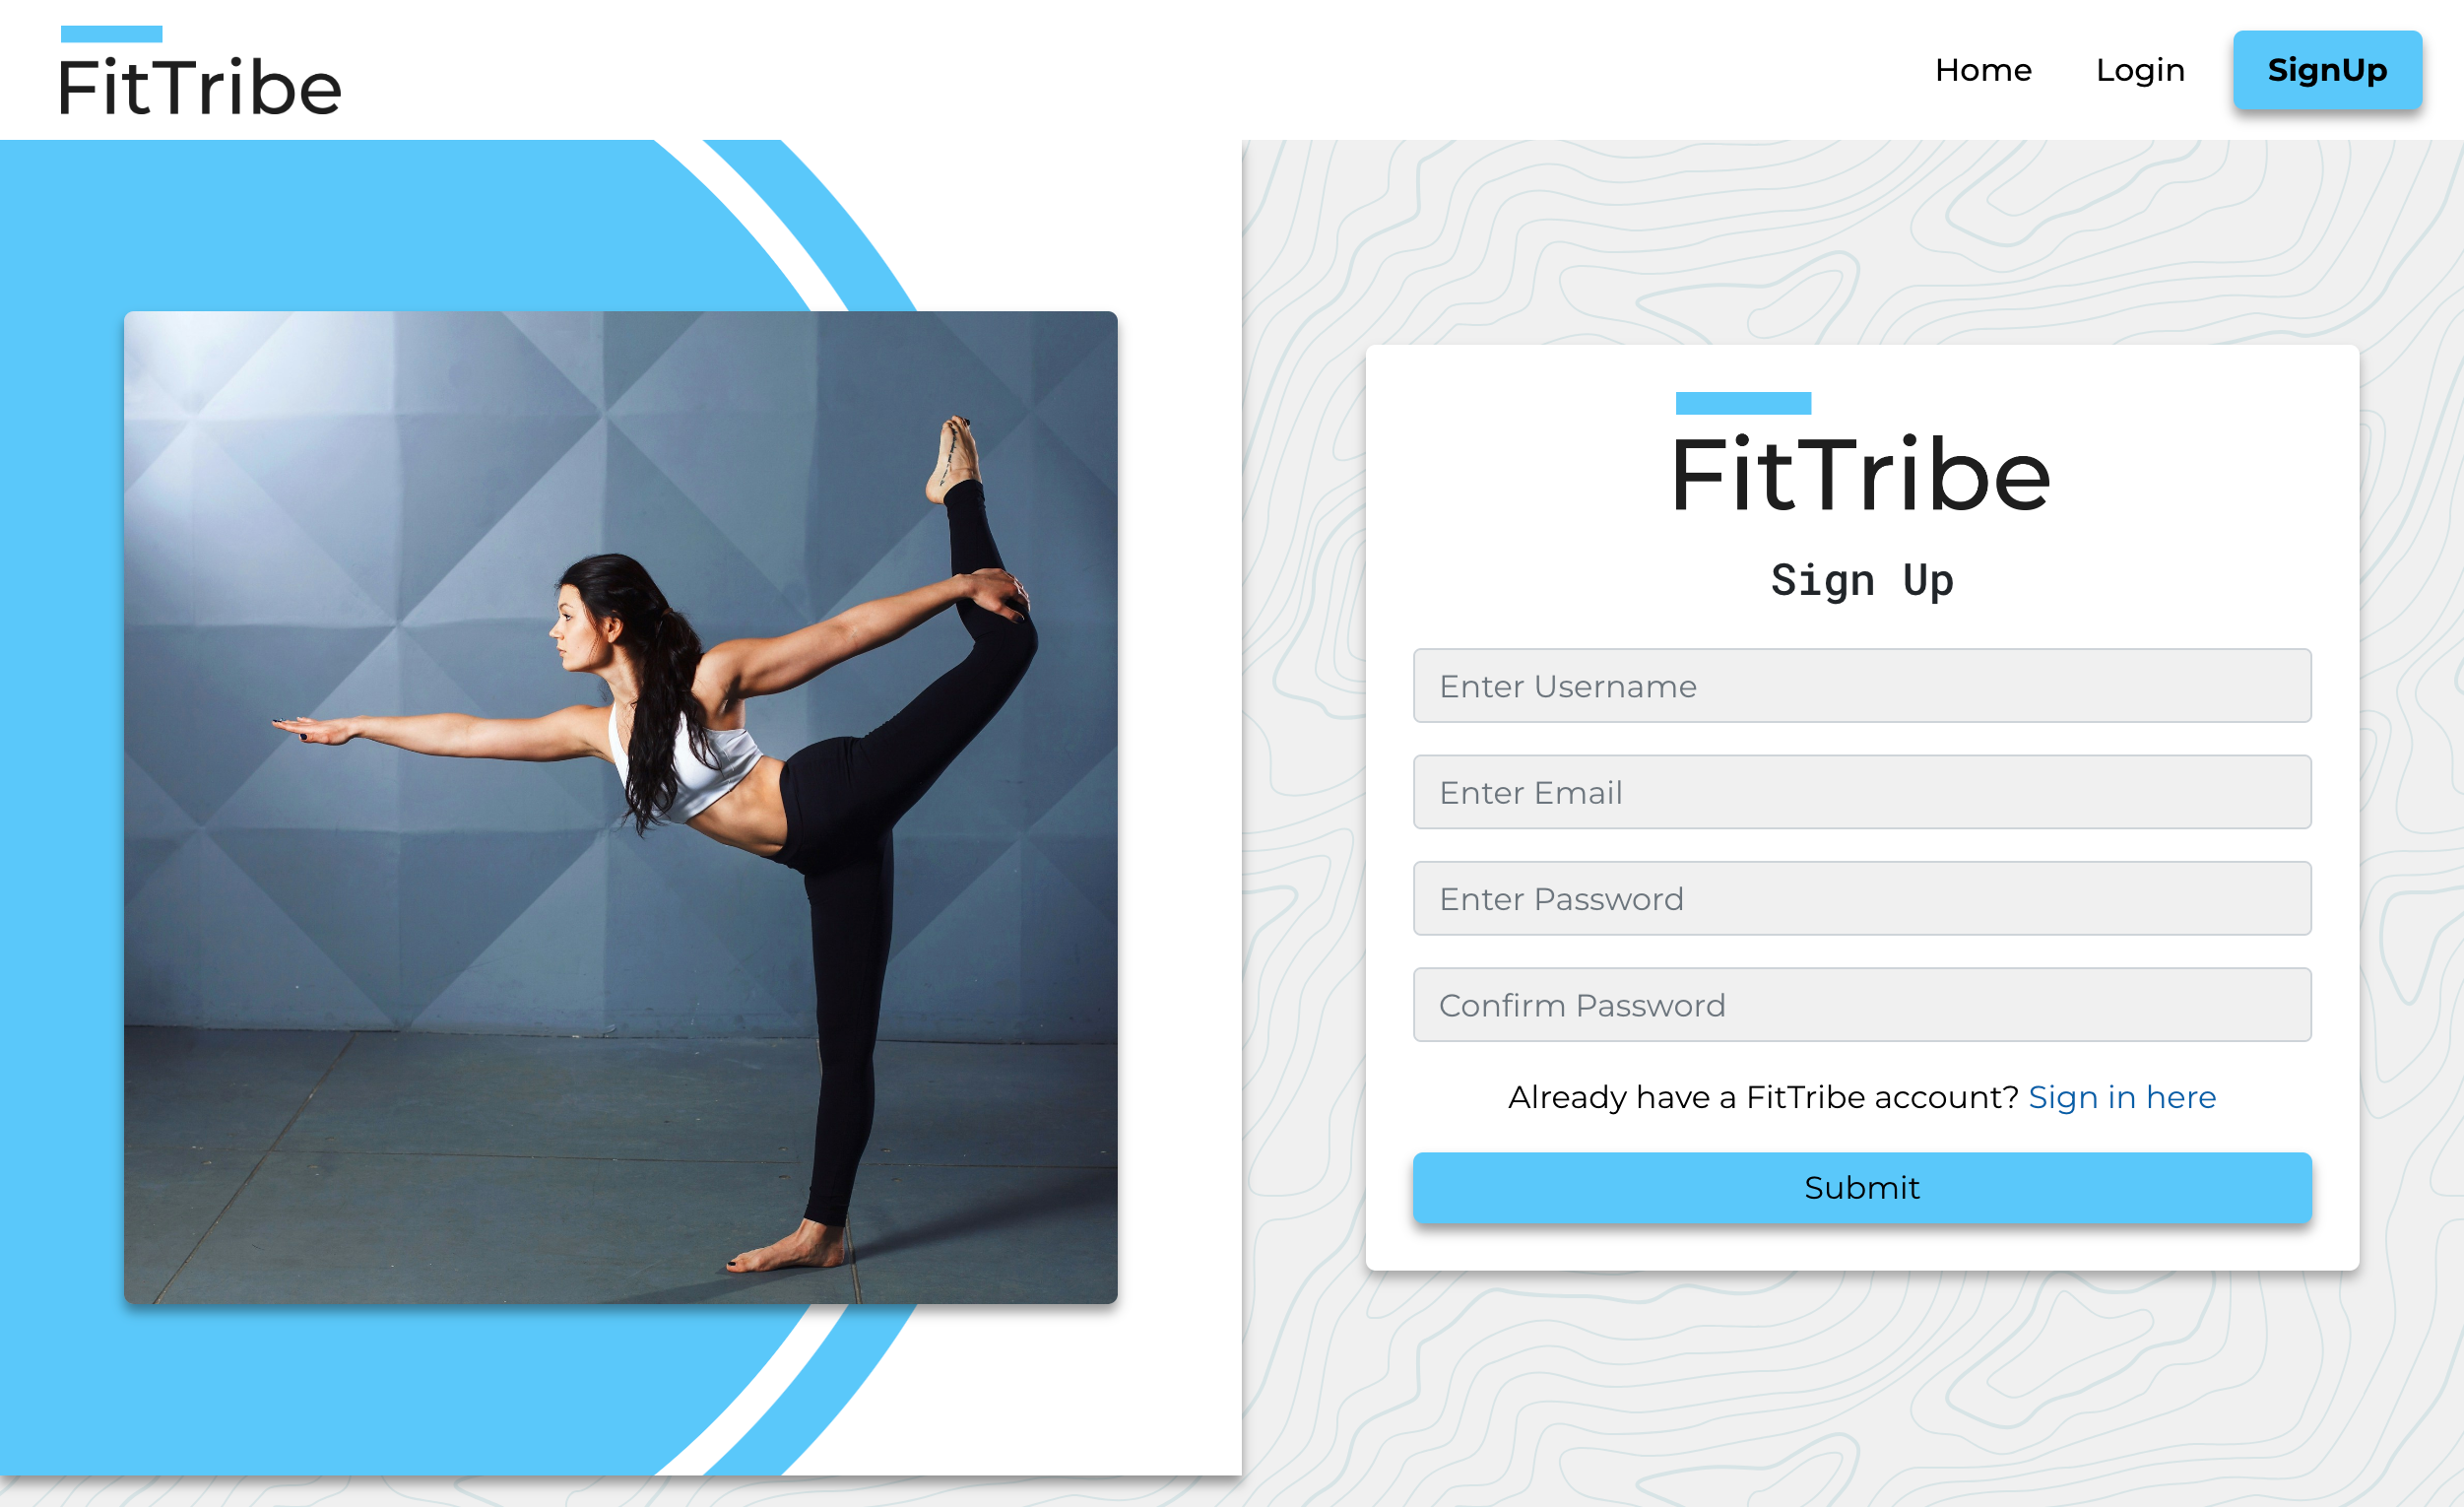 FitTribe
Home Login SignUp
FitTribe
Sign Up
Enter Username
Enter Email
Enter Password
Confirm Password
Already have a FitTribe account? Sign in here
Submit